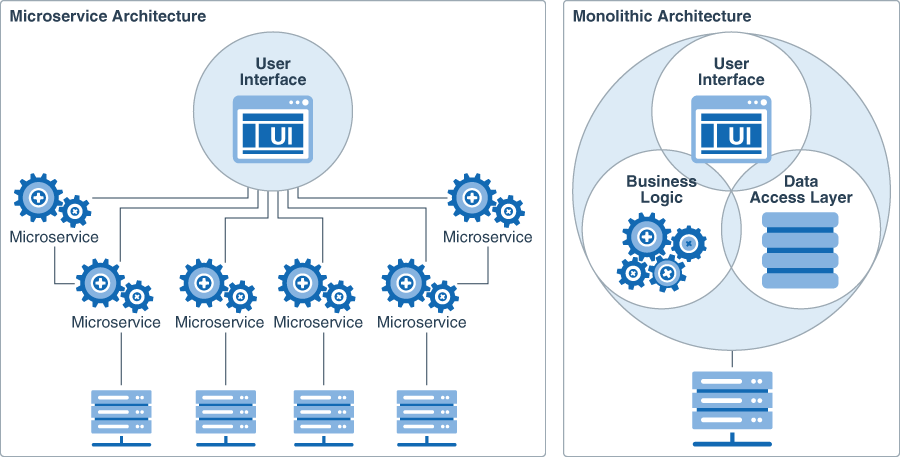 Microservice Architecture
User
Interface
UI
Microservice
Microservice
Microservice
Microservice
Microservice
Microservice
Monolithic Architecture
User
Interface
UI
Business
Logic
Data
Access Layer